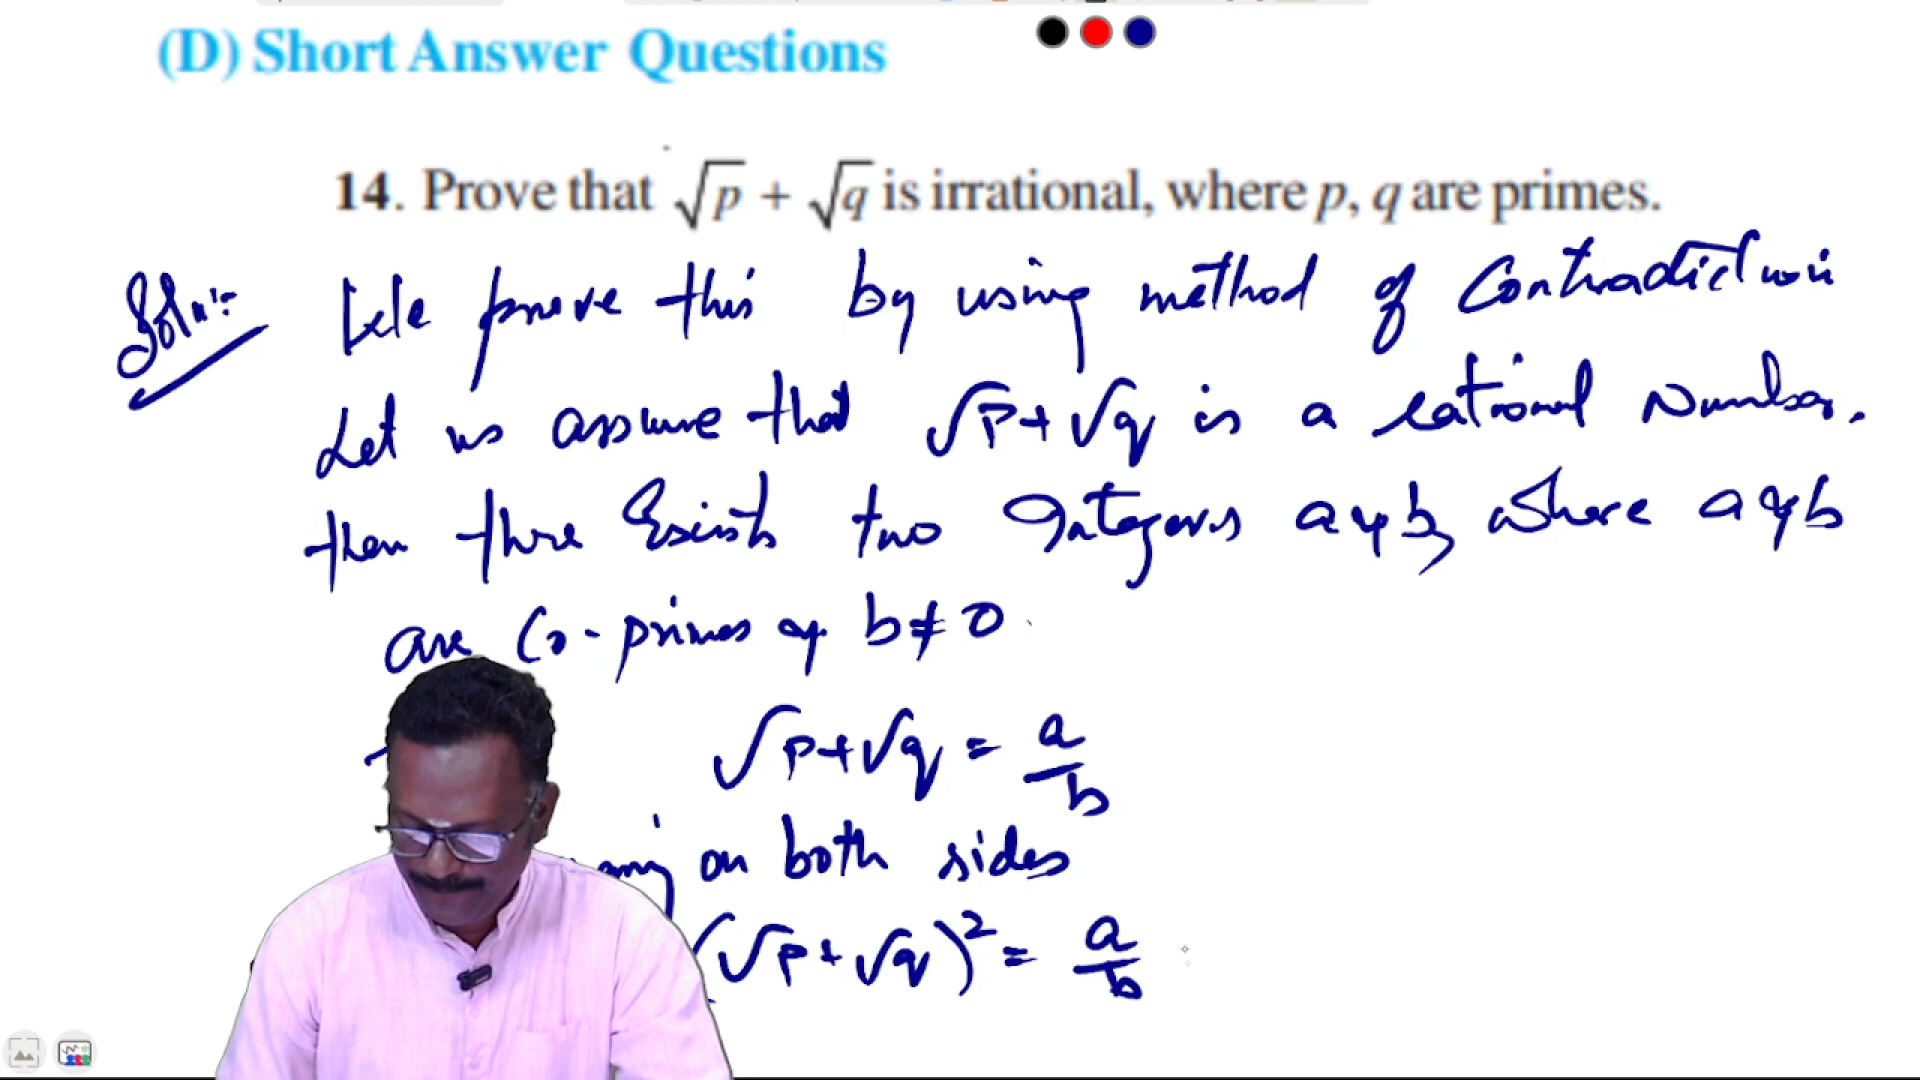 (D) Short Answer Questions
14. Prove that √p + √q is irrational, where p, q are primes.
Soln:- We prove this by using method of Contradiction
Let us assume that √p + √q is a rational Number.
then there Exists two Integers a & b, where a & b
are Co-primes & b ≠ 0.
√p + √q = a/b
on both sides
(√p + √q)² = a/b